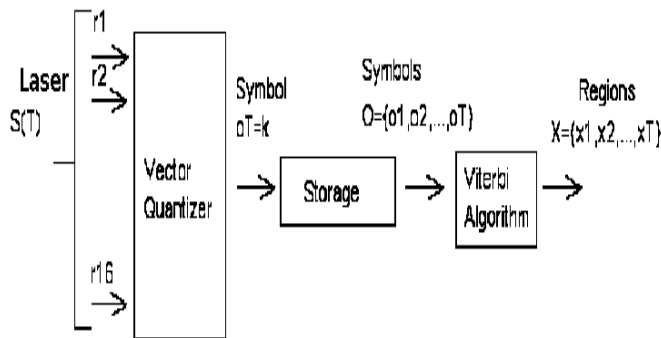 r1
Laser
r2
S(T)
r16
Vector
Quantizer
Symbol
oT=k
Storage
Symbols
O={o1,o2,...,oT}
Viterbi
Algorithm
Regions
X={x1,x2,...,xT}